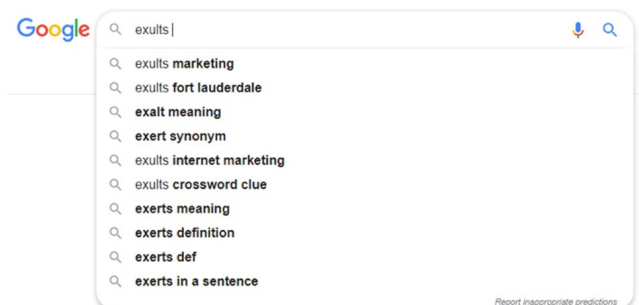 Google
exults
exults marketing
exults fort lauderdale
exalt meaning
exert synonym
exults internet marketing
exults crossword clue
exerts meaning
exerts definition
exerts def
exerts in a sentence
Report inappropriate predictions